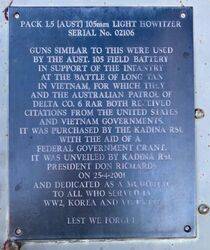 PACK L5 (AUST) 105mm LIGHT HOWITZER
SERIAL No. 02106
GUNS SIMILAR TO THIS WERE USED
BY THE AUST. 105 FIELD BATTERY
IN SUPPORT OF THE INFANTRY
AT THE BATTLE OF LONG TAN
IN VIETNAM, FOR WHICH THEY
AND THE AUSTRALIAN PATROL OF
DELTA CO. 6 RAR BOTH RECEIVED
CITATIONS FROM THE UNITED STATES
AND VIETNAM GOVERNMENTS.
IT WAS PURCHASED BY THE KADINA RSL
WITH THE AID OF A
FEDERAL GOVERNMENT GRANT.
IT WAS UNVEILED BY KADINA RSL
PRESIDENT DON RICHARDS
ON 25-4-2001
AND DEDICATED AS A MEMORIAL
TO ALL WHO SERVED IN
WW2, KOREA AND VIETNAM
LEST WE FORGET